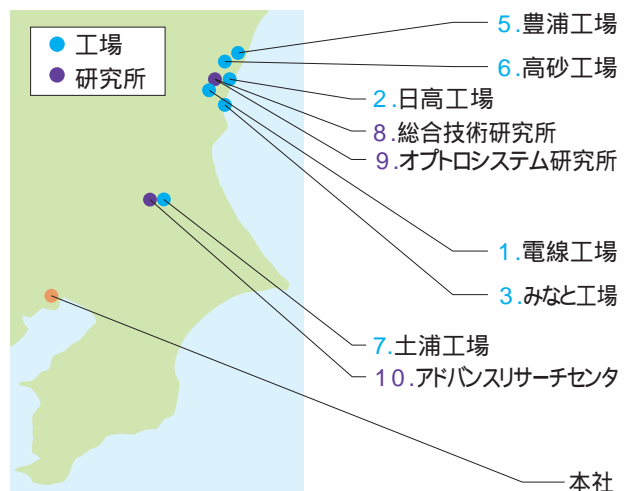 工場
研究所
5.豊浦工場
6.高砂工場
2.日高工場
8.総合技術研究所
9.オプトロシステム研究所
1.電線工場
3.みなと工場
7.土浦工場
10.アドバンスリサーチセンタ
本社